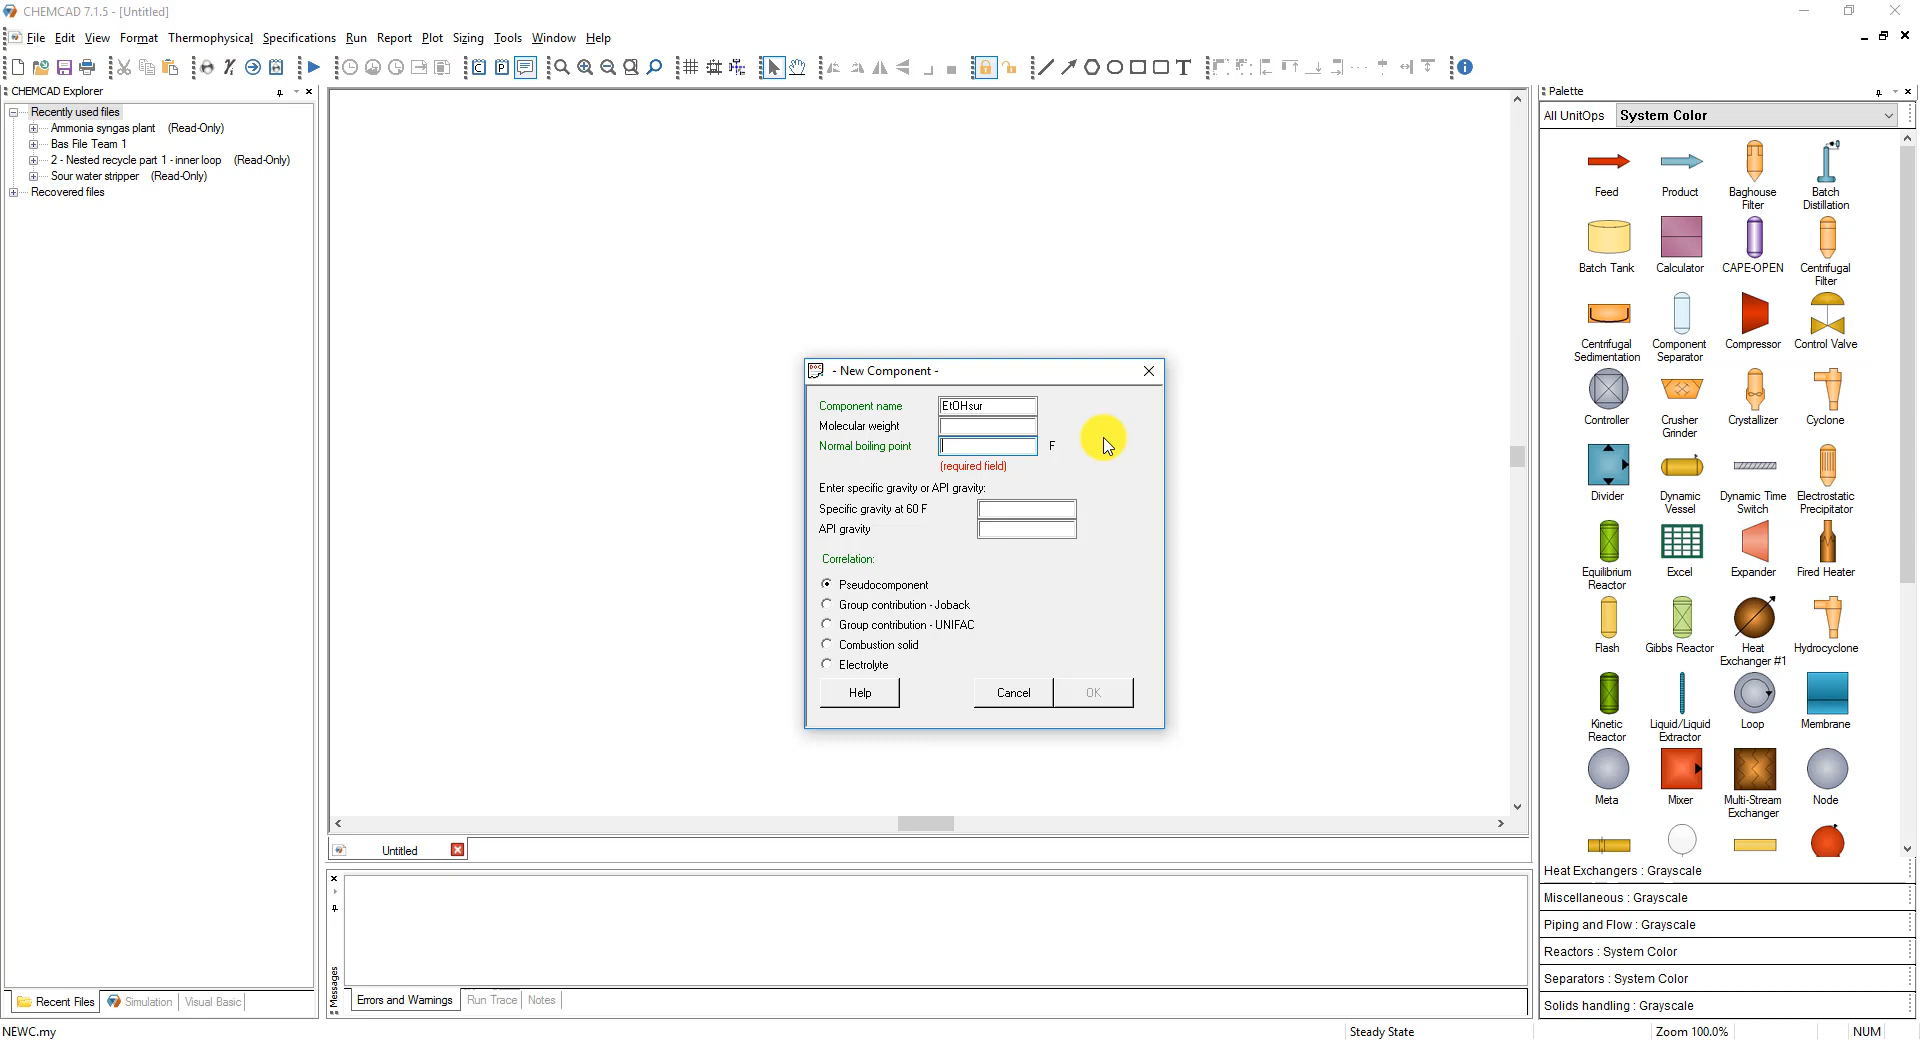 CHEMCAD 7.1.5 - [Untitled]
File Edit View Format Thermophysical Specifications Run Report Plot Sizing Tools Window Help
CHEMCAD Explorer
Recently used files
Ammonia syngas plant (Read-Only)
Bas File Team 1
2 - Nested recycle part 1 - inner loop (Read-Only)
Sour water stripper (Read-Only)
Recovered files
Recent Files Simulation Visual Basic
- New Component -
Component name EtOHsur
Molecular weight
Normal boiling point F
(required field)
Enter specific gravity or API gravity:
Specific gravity at 60 F
API gravity
Correlation:
Pseudocomponent
Group contribution - Joback
Group contribution - UNIFAC
Combustion solid
Electrolyte
Help Cancel OK
Untitled
Messages
Errors and Warnings Run Trace Notes
Palette
All UnitOps System Color
Feed Product Baghouse Filter Batch Distillation
Batch Tank Calculator CAPE-OPEN Centrifugal Filter
Centrifugal Sedimentation Component Separator Compressor Control Valve
Controller Crusher Grinder Crystallizer Cyclone
Divider Dynamic Vessel Dynamic Time Switch Electrostatic Precipitator
Equilibrium Reactor Excel Expander Fired Heater
Flash Gibbs Reactor Heat Exchanger #1 Hydrocyclone
Kinetic Reactor Liquid/Liquid Extractor Loop Membrane
Meta Mixer Multi-Stream Exchanger Node
Heat Exchangers : Grayscale
Miscellaneous : Grayscale
Piping and Flow : Grayscale
Reactors : System Color
Separators : System Color
Solids handling : Grayscale
NEWC.my Steady State Zoom 100.0% NUM